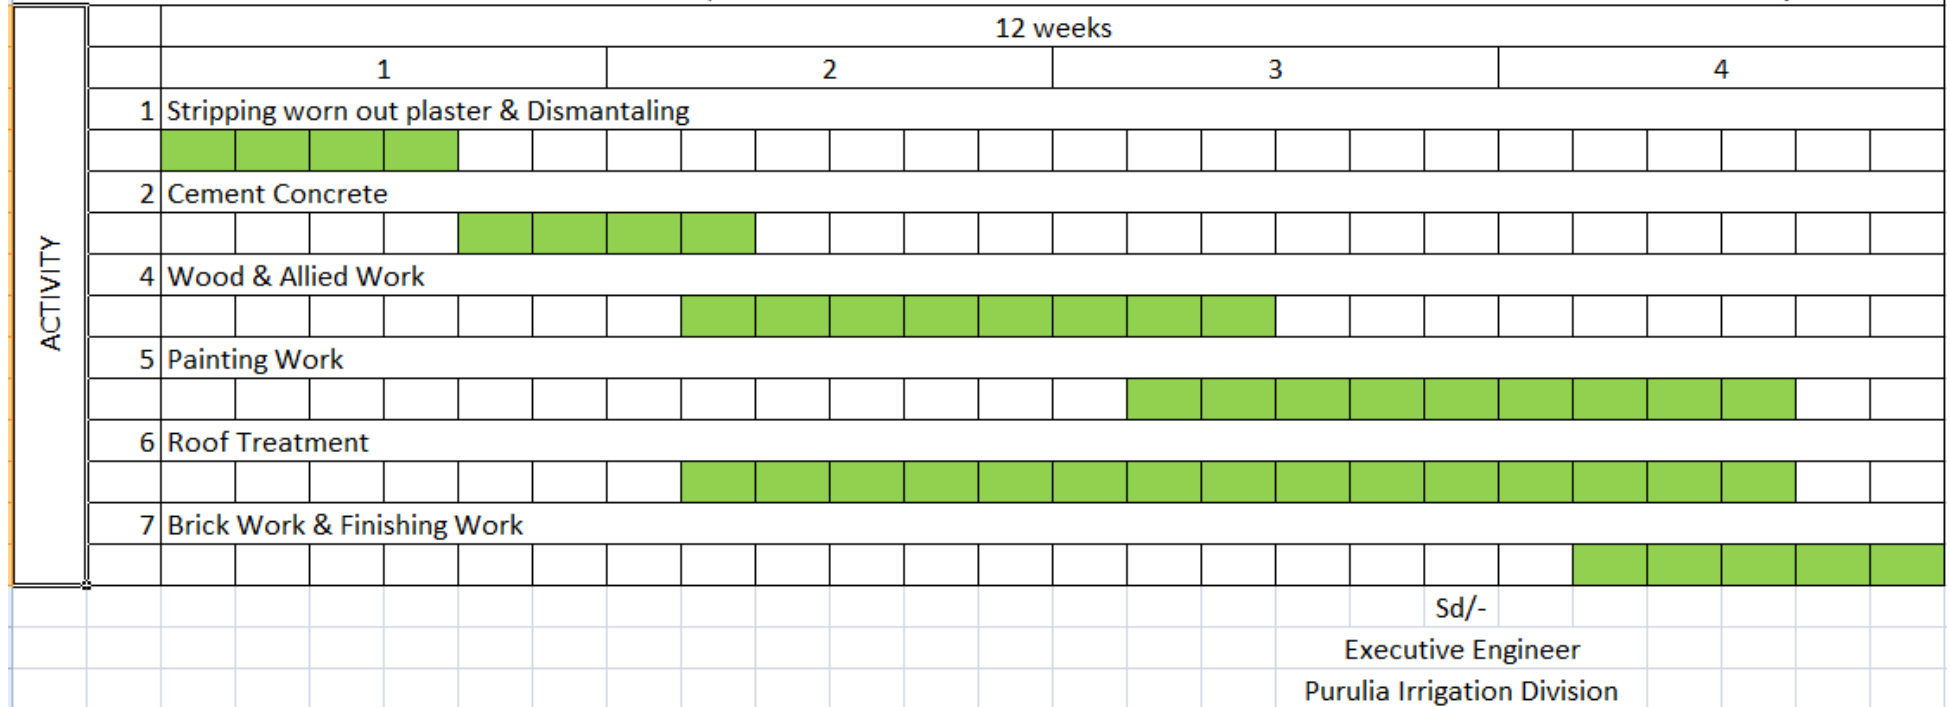 12 weeks
1 2 3 4
1 Stripping worn out plaster & Dismantaling
2 Cement Concrete
4 Wood & Allied Work
5 Painting Work
6 Roof Treatment
7 Brick Work & Finishing Work
ACTIVITY
Sd/-
Executive Engineer
Purulia Irrigation Division